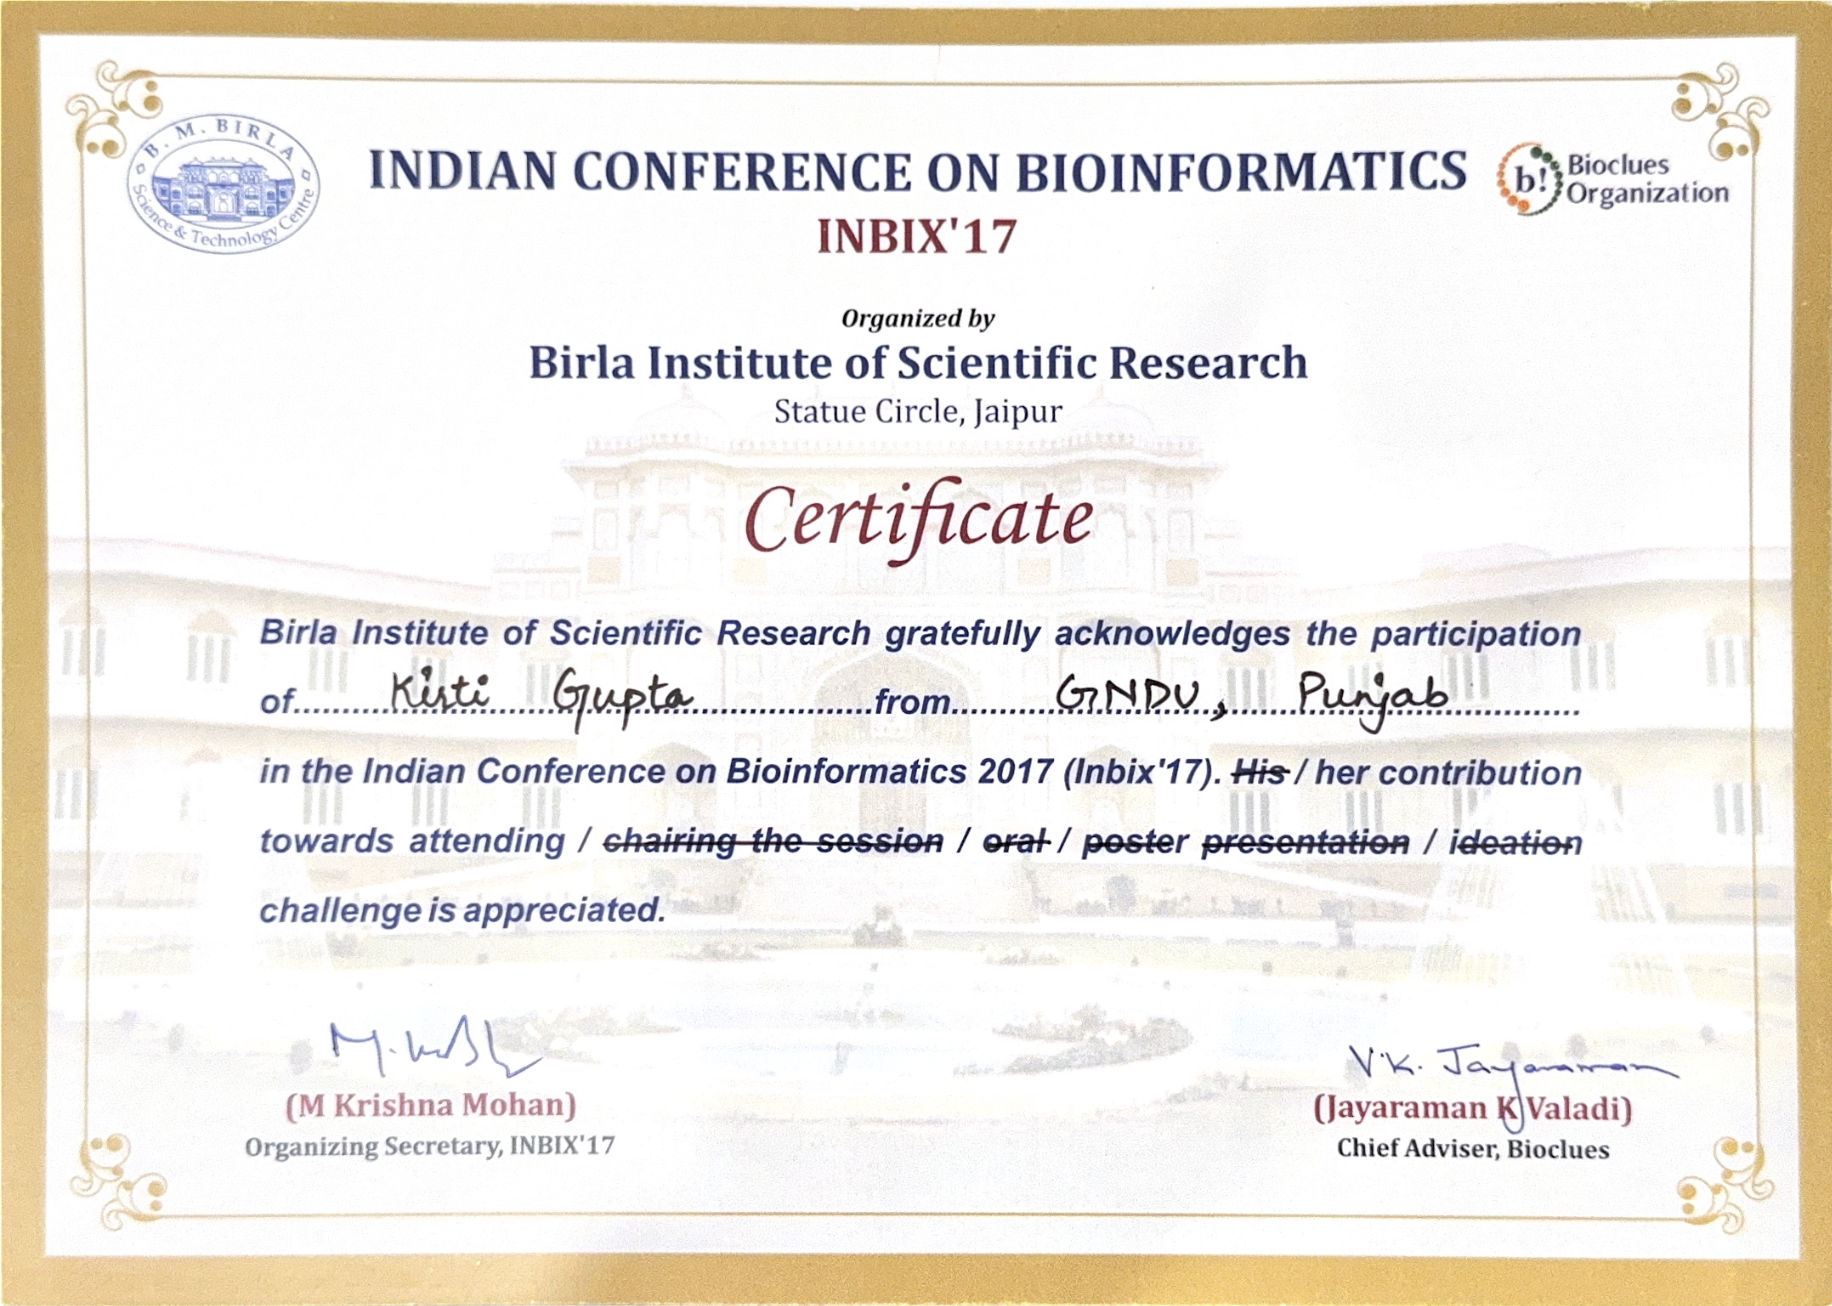 B. M. BIRLA
Science & Technology Centre
INDIAN CONFERENCE ON BIOINFORMATICS
b! Bioclues
Organization
INBIX'17
Organized by
Birla Institute of Scientific Research
Statue Circle, Jaipur
Certificate
Birla Institute of Scientific Research gratefully acknowledges the participation
of..........Kirti Gupta....................from..........GNDU, Punjab..........
in the Indian Conference on Bioinformatics 2017 (Inbix'17). His / her contribution
towards attending / chairing the session / oral / poster presentation / ideation
challenge is appreciated.
V.K. Jayaraman
(M Krishna Mohan)
(Jayaraman K Valadi)
Organizing Secretary, INBIX'17
Chief Adviser, Bioclues